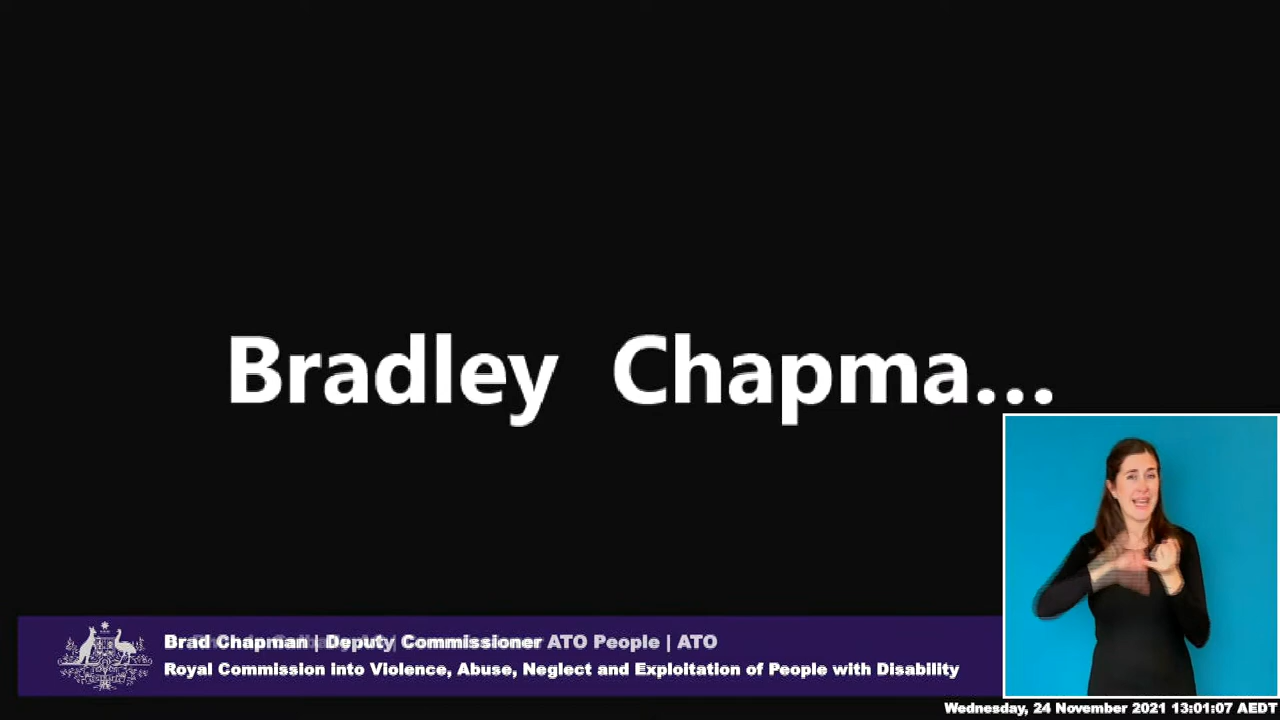 Bradley Chapma...
Brad Chapman | Deputy Commissioner ATO People | ATO
Royal Commission into Violence, Abuse, Neglect and Exploitation of People with Disability
Wednesday, 24 November 2021 13:01:07 AEDT